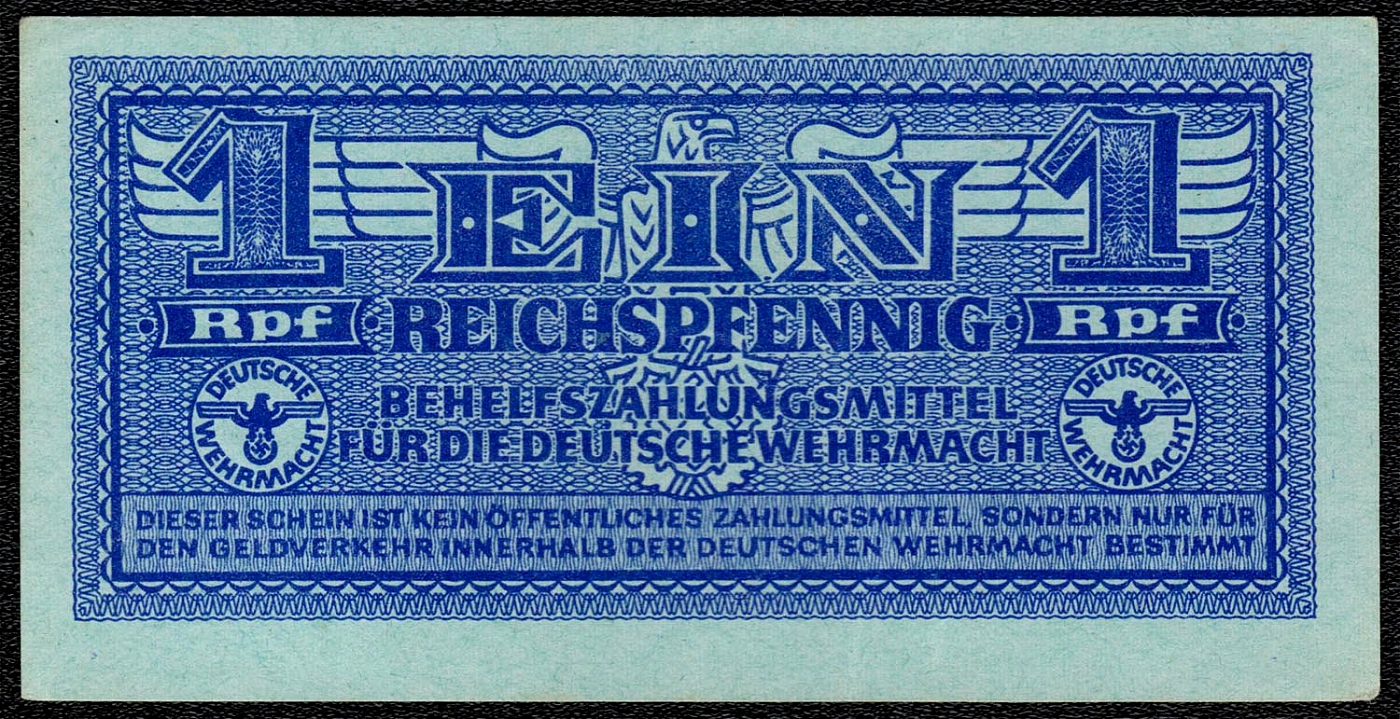 1 EIN 1
Rpf REICHSPFENNIG Rpf
DEUTSCHE WEHRMACHT
BEHELFSZAHLUNGSMITTEL
FÜR DIE DEUTSCHE WEHRMACHT
DEUTSCHE WEHRMACHT
DIESER SCHEIN IST KEIN ÖFFENTLICHES ZAHLUNGSMITTEL, SONDERN NUR FÜR
DEN GELDVERKEHR INNERHALB DER DEUTSCHEN WEHRMACHT BESTIMMT